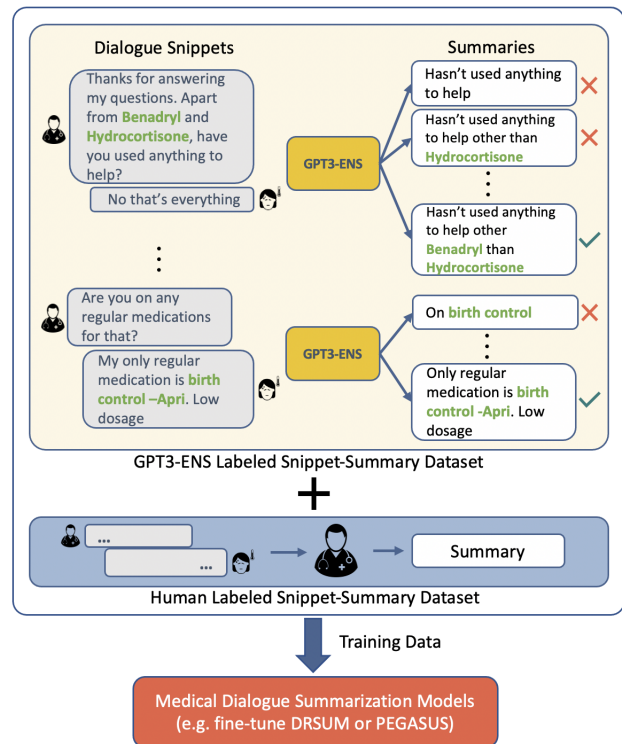 Dialogue Snippets
Summaries
Thanks for answering
my questions. Apart
from Benadryl and
Hydrocortisone, have
you used anything to
help?
No that's everything
GPT3-ENS
Hasn't used anything
to help
Hasn't used anything
to help other than
Hydrocortisone
Hasn't used anything
to help other
Benadryl than
Hydrocortisone
Are you on any
regular medications
for that?
My only regular
medication is birth
control –Apri. Low
dosage
GPT3-ENS
On birth control
Only regular
medication is birth
control -Apri. Low
dosage
GPT3-ENS Labeled Snippet-Summary Dataset
+
...
...
Summary
Human Labeled Snippet-Summary Dataset
Training Data
Medical Dialogue Summarization Models
(e.g. fine-tune DRSUM or PEGASUS)